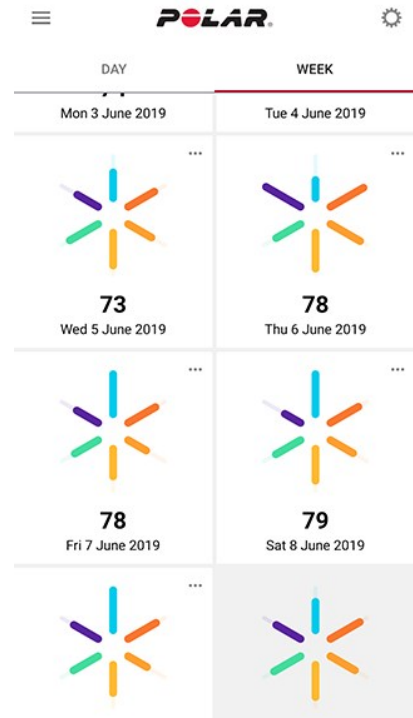 POLAR.
DAY WEEK
Mon 3 June 2019 Tue 4 June 2019
73 78
Wed 5 June 2019 Thu 6 June 2019
78 79
Fri 7 June 2019 Sat 8 June 2019